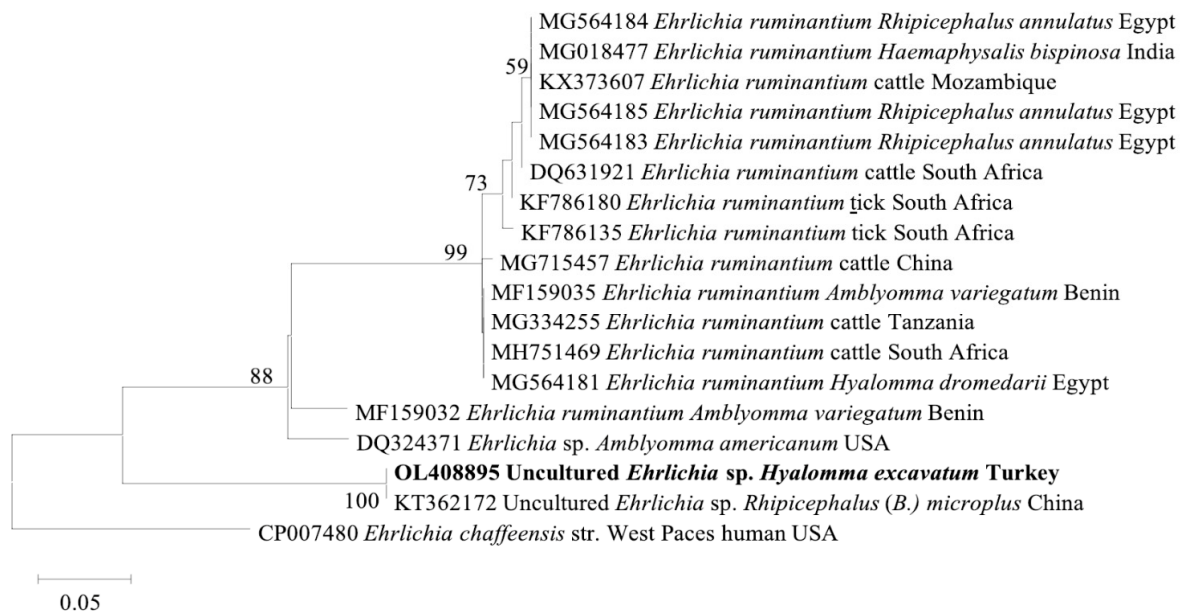 MG564184 Ehrlichia ruminantium Rhipicephalus annulatus Egypt
MG018477 Ehrlichia ruminantium Haemaphysalis bispinosa India
59
KX373607 Ehrlichia ruminantium cattle Mozambique
MG564185 Ehrlichia ruminantium Rhipicephalus annulatus Egypt
MG564183 Ehrlichia ruminantium Rhipicephalus annulatus Egypt
DQ631921 Ehrlichia ruminantium cattle South Africa
73
KF786180 Ehrlichia ruminantium tick South Africa
KF786135 Ehrlichia ruminantium tick South Africa
99
MG715457 Ehrlichia ruminantium cattle China
MF159035 Ehrlichia ruminantium Amblyomma variegatum Benin
MG334255 Ehrlichia ruminantium cattle Tanzania
MH751469 Ehrlichia ruminantium cattle South Africa
88
MG564181 Ehrlichia ruminantium Hyalomma dromedarii Egypt
MF159032 Ehrlichia ruminantium Amblyomma variegatum Benin
DQ324371 Ehrlichia sp. Amblyomma americanum USA
OL408895 Uncultured Ehrlichia sp. Hyalomma excavatum Turkey
100
KT362172 Uncultured Ehrlichia sp. Rhipicephalus (B.) microplus China
CP007480 Ehrlichia chaffeensis str. West Paces human USA
0.05